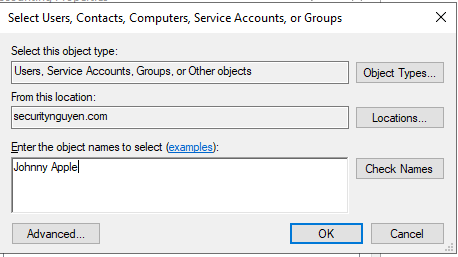 Select Users, Contacts, Computers, Service Accounts, or Groups
Select this object type:
Users, Service Accounts, Groups, or Other objects
Object Types...
From this location:
securitynguyen.com
Locations...
Enter the object names to select (examples):
Johnny Apple
Check Names
Advanced...
OK
Cancel